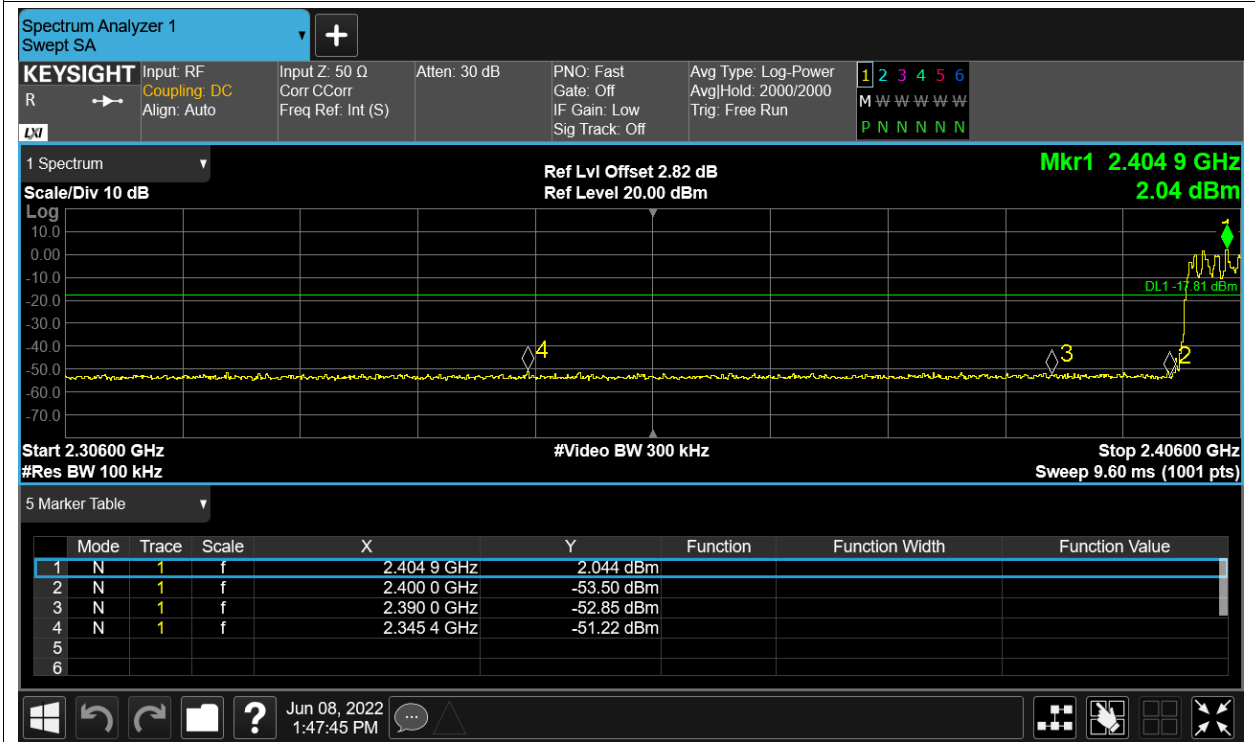 Spectrum Analyzer 1
Swept SA
KEYSIGHT Input: RF Input Z: 50 Ω Atten: 30 dB PNO: Fast Avg Type: Log-Power 1 2 3 4 5 6
R Coupling: DC Corr CCorr Gate: Off Avg|Hold: 2000/2000 M W W W W W
Align: Auto Freq Ref: Int (S) IF Gain: Low Trig: Free Run
LXI Sig Track: Off P N N N N N
1 Spectrum Ref Lvl Offset 2.82 dB Mkr1 2.404 9 GHz
Scale/Div 10 dB Ref Level 20.00 dBm 2.04 dBm
Log
10.0 1
0.00
-10.0
DL1 -17.81 dBm
-20.0
-30.0
-40.0 4 3 2
-50.0
-60.0
-70.0
Start 2.30600 GHz #Video BW 300 kHz Stop 2.40600 GHz
#Res BW 100 kHz Sweep 9.60 ms (1001 pts)
5 Marker Table
Mode Trace Scale X Y Function Function Width Function Value
1 N 1 f 2.404 9 GHz 2.044 dBm
2 N 1 f 2.400 0 GHz -53.50 dBm
3 N 1 f 2.390 0 GHz -52.85 dBm
4 N 1 f 2.345 4 GHz -51.22 dBm
5
6
? Jun 08, 2022
1:47:45 PM